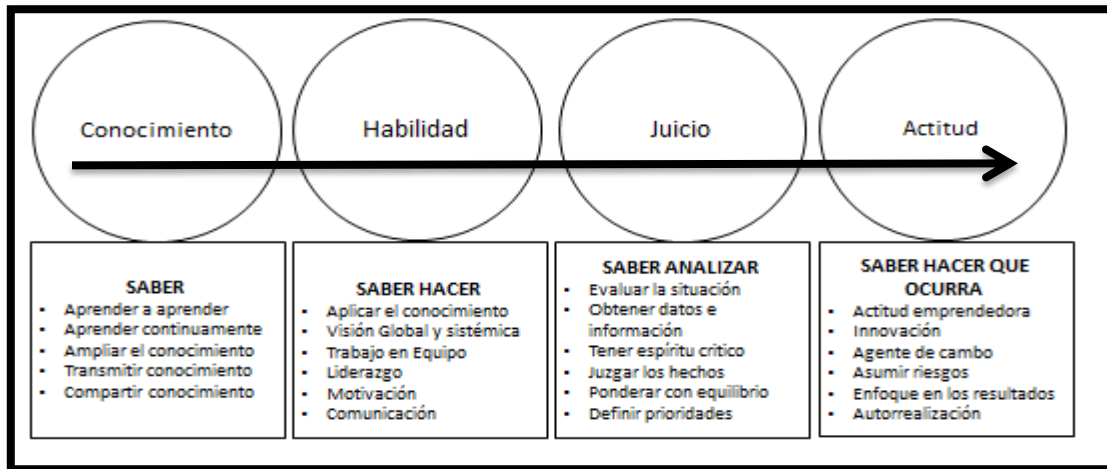 Conocimiento
Habilidad
Juicio
Actitud
SABER
▪ Aprender a aprender
▪ Aprender continuamente
▪ Ampliar el conocimiento
▪ Transmitir conocimiento
▪ Compartir conocimiento
SABER HACER
▪ Aplicar el conocimiento
▪ Visión Global y sistémica
▪ Trabajo en Equipo
▪ Liderazgo
▪ Motivación
▪ Comunicación
SABER ANALIZAR
▪ Evaluar la situación
▪ Obtener datos e
información
▪ Tener espíritu critico
▪ Juzgar los hechos
▪ Ponderar con equilibrio
▪ Definir prioridades
SABER HACER QUE
OCURRA
▪ Actitud emprendedora
▪ Innovación
▪ Agente de cambo
▪ Asumir riesgos
▪ Enfoque en los resultados
▪ Autorrealización